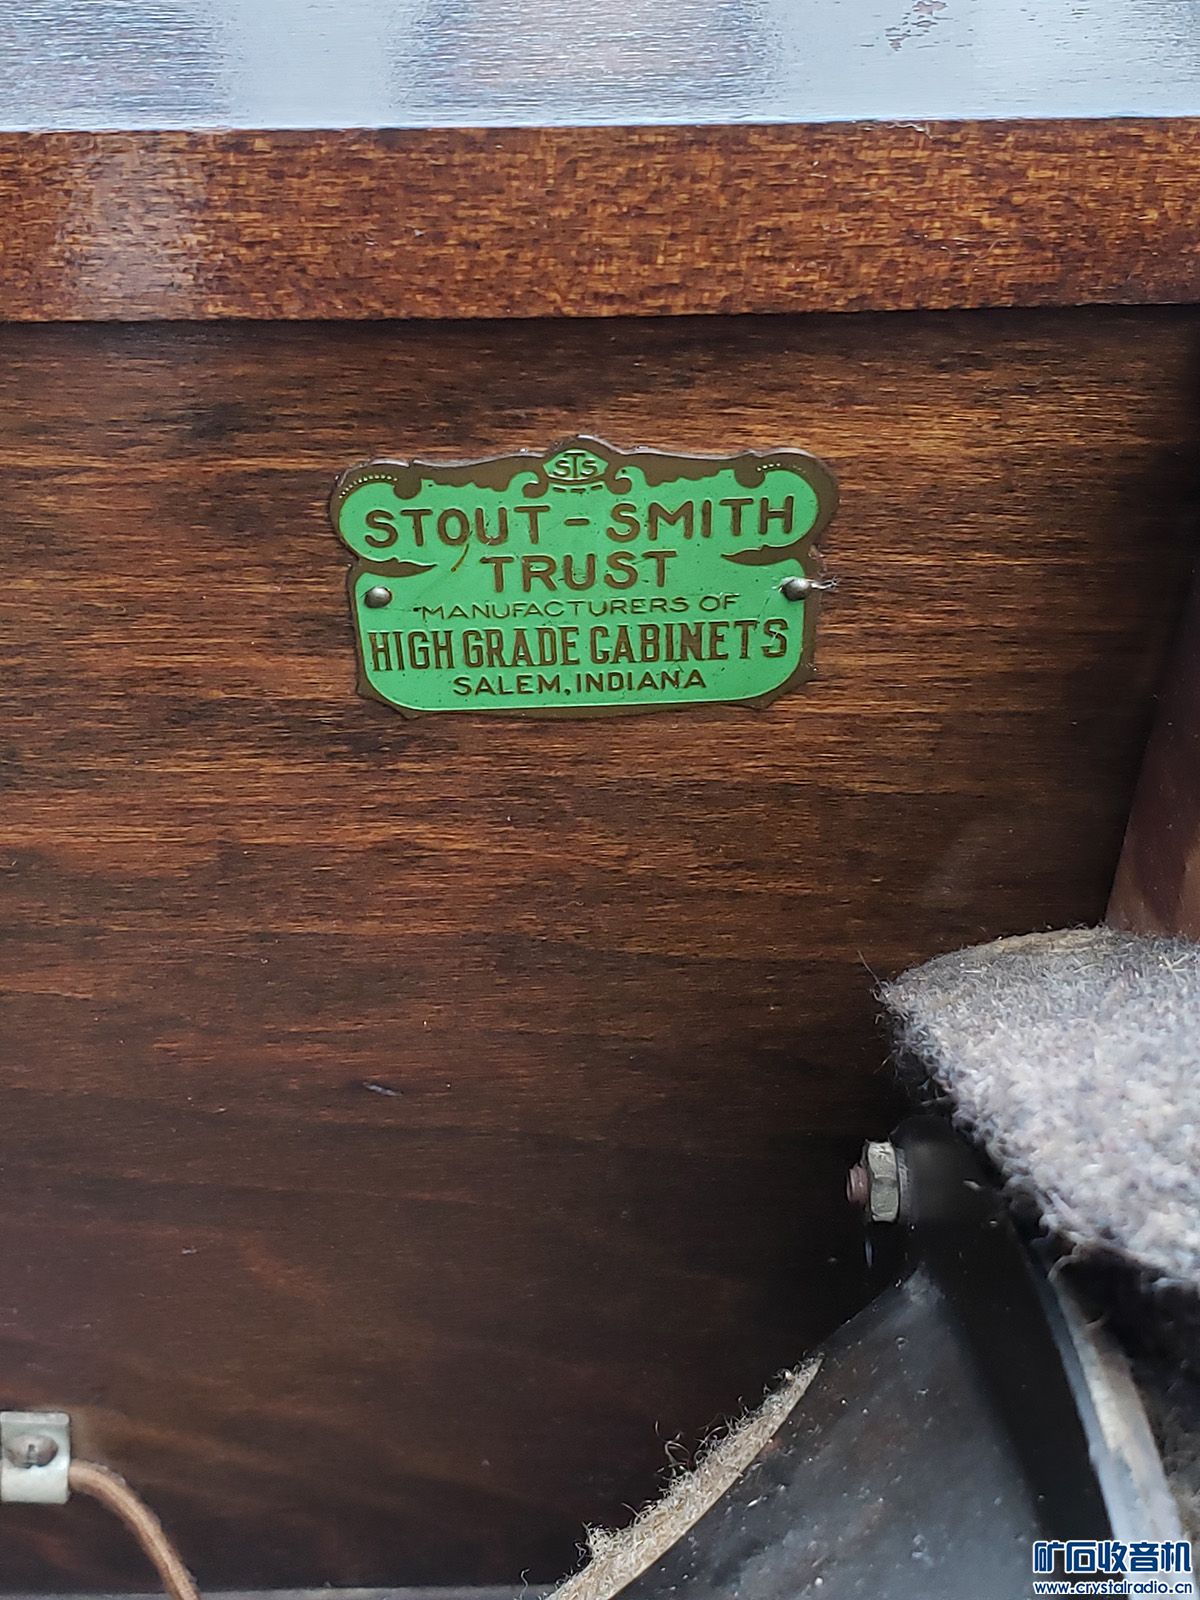 STS
STOUT-SMITH
TRUST
MANUFACTURERS OF
HIGH GRADE CABINETS
SALEM, INDIANA
矿石收音机
www.crystalradio.cn